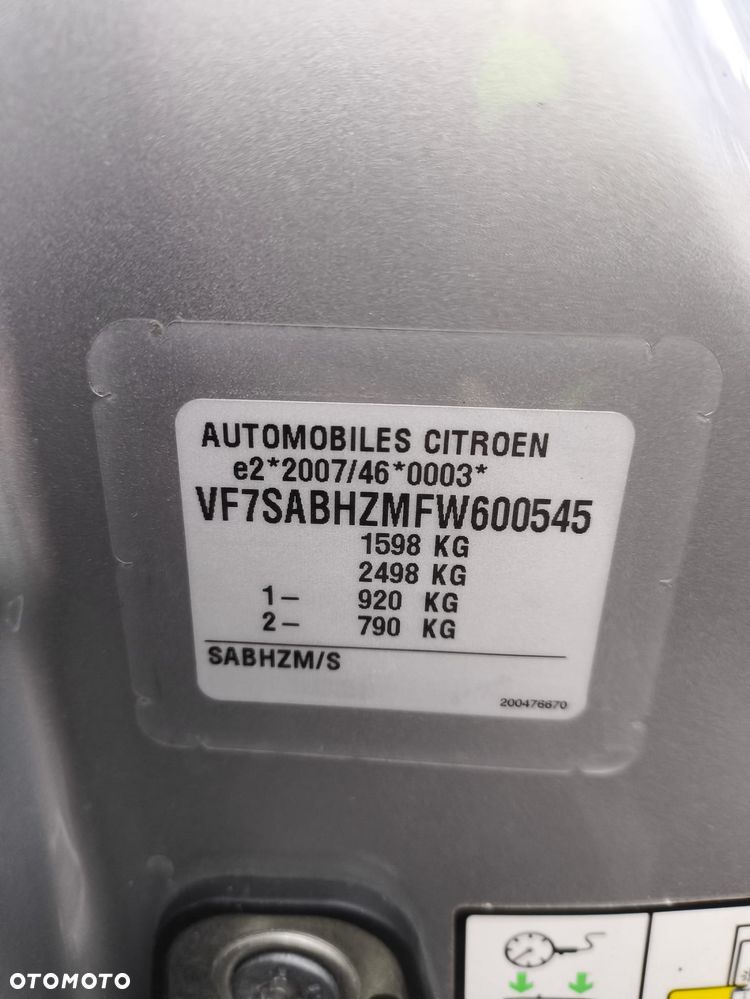 AUTOMOBILES CITROEN
e2*2007/46*0003*
VF7SABHZMFW600545
1598 KG
2498 KG
1– 920 KG
2– 790 KG
SABHZM/S
200476670
OTOMOTO